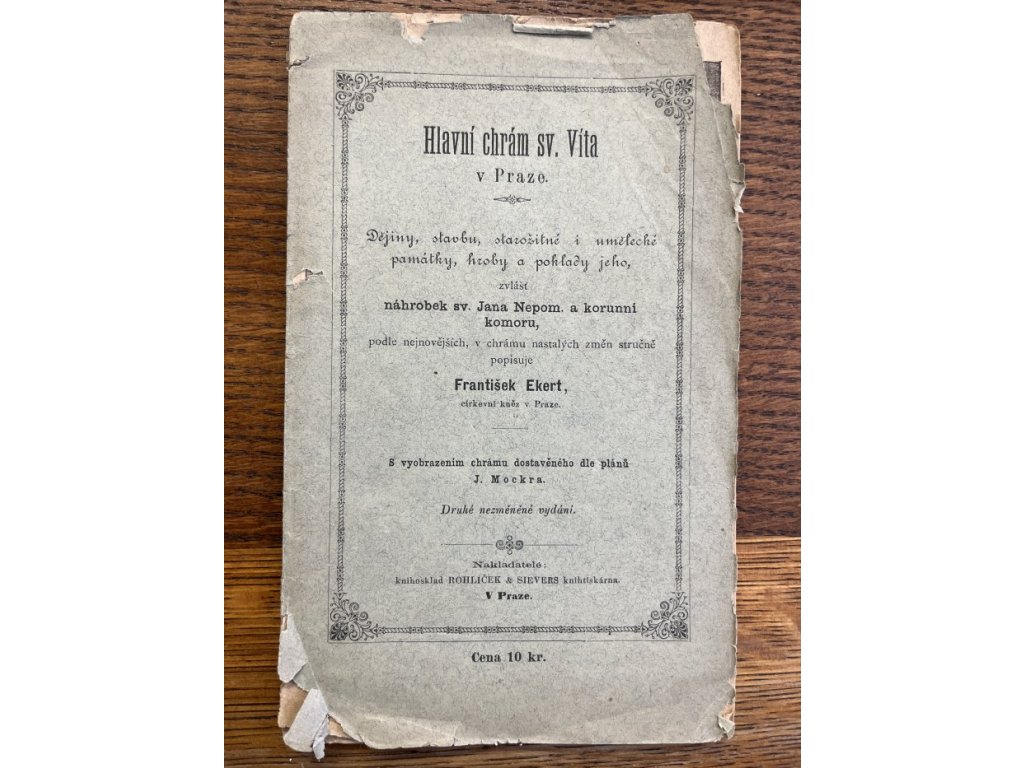 Hlavní chrám sv. Víta
v Praze.
Dějiny, stavbu, starožitné i umělecké
památky, hroby a poklady jeho,
zvlášť
náhrobek sv. Jana Nepom. a korunní
komoru,
podle nejnovějších, v chrámu nastalých změn stručně
popisuje
František Ekert,
církevní kněz v Praze.
S vyobrazením chrámu dostavěného dle plánů
J. Mockra.
Druhé nezměněné vydání.
Nakladatelé:
knihosklad ROHLÍČEK & SIEVERS knihtiskárna.
V Praze.
Cena 10 kr.